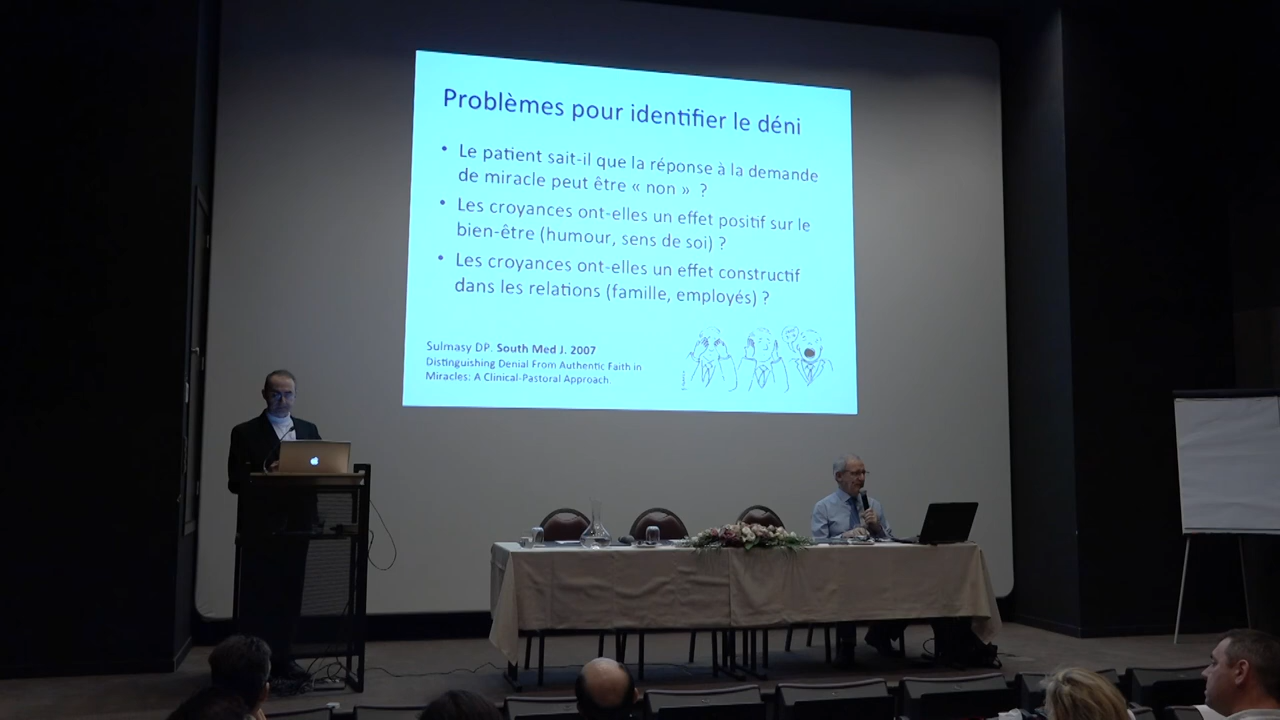 Problèmes pour identifier le déni
• Le patient sait-il que la réponse à la demande
de miracle peut être « non » ?
• Les croyances ont-elles un effet positif sur le
bien-être (humour, sens de soi) ?
• Les croyances ont-elles un effet constructif
dans les relations (famille, employés) ?
Sulmasy DP. South Med J. 2007
Distinguishing Denial From Authentic Faith in
Miracles: A Clinical-Pastoral Approach.